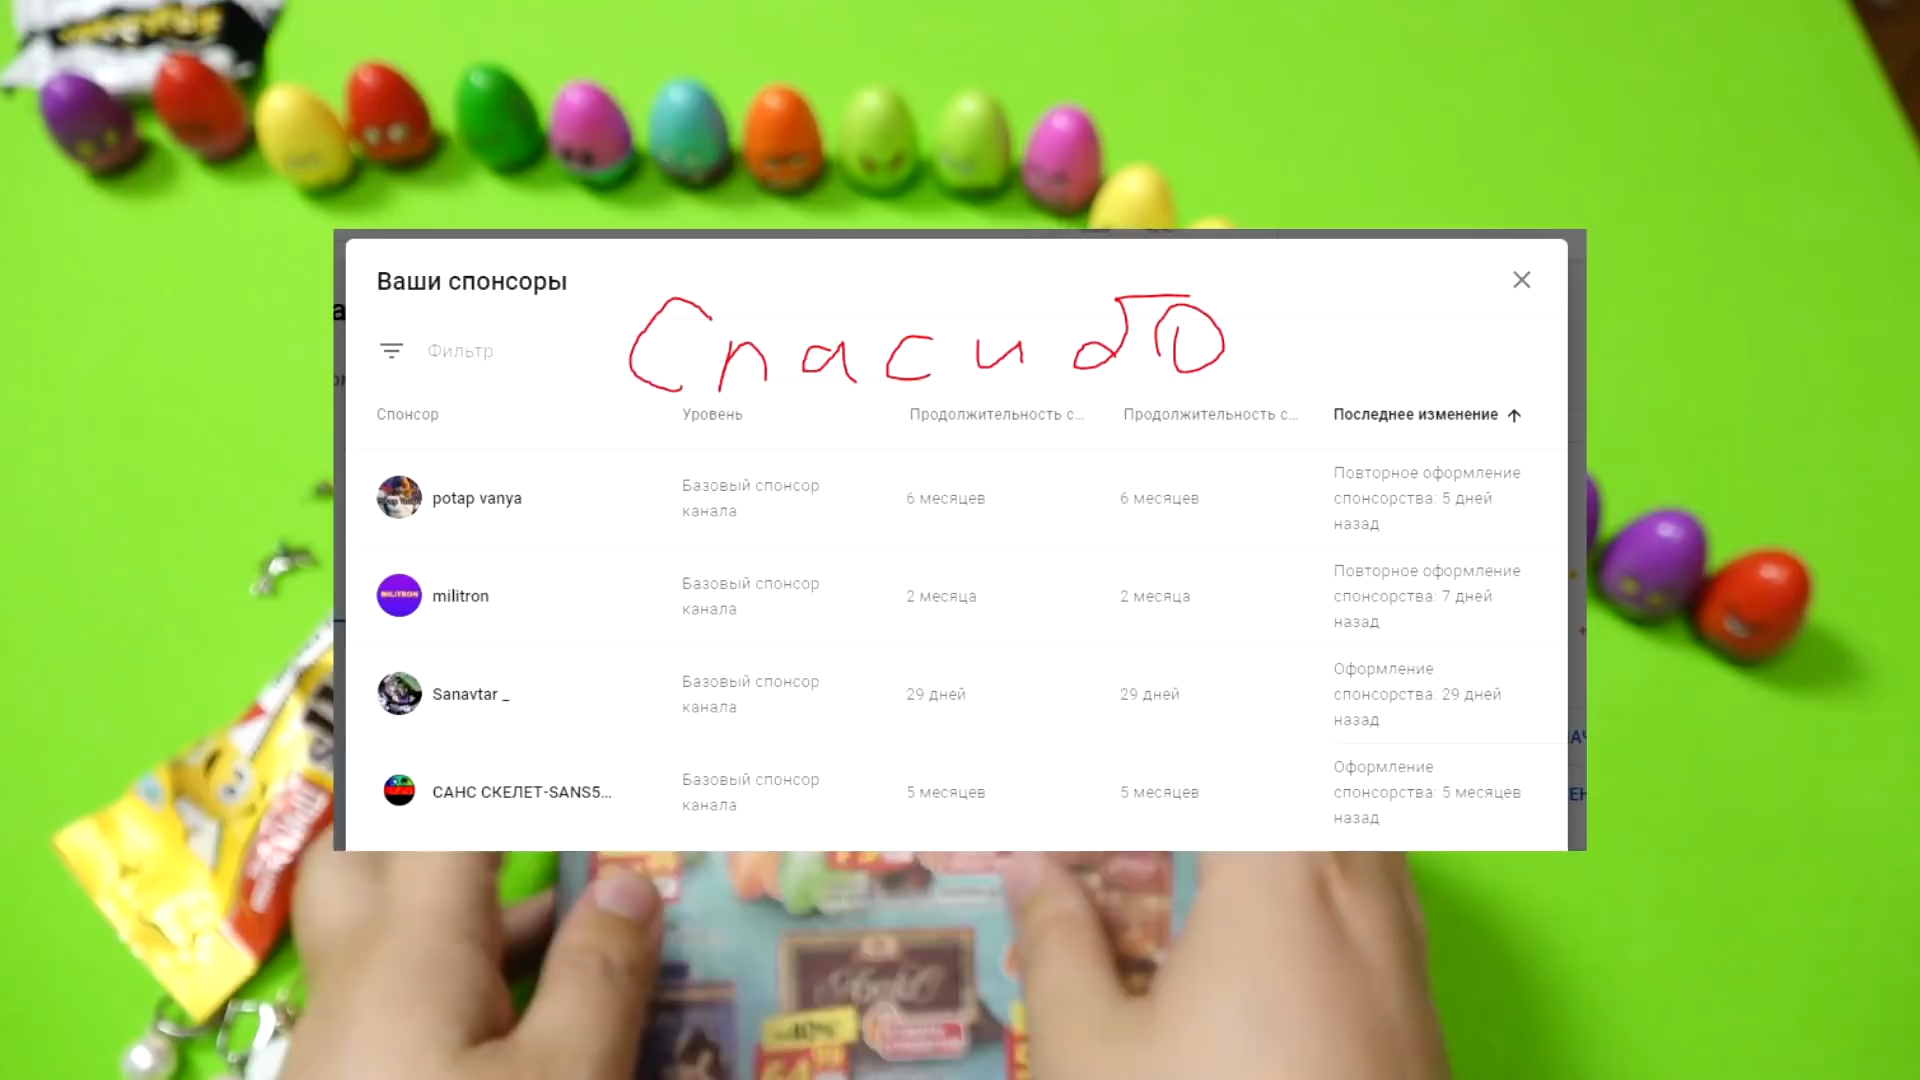 Ваши спонсоры
Спасибо
Фильтр
Спонсор Уровень Продолжительность с... Продолжительность с... Последнее изменение
potap vanya Базовый спонсор канала 6 месяцев 6 месяцев Повторное оформление спонсорства: 5 дней назад
MILITRON
militron Базовый спонсор канала 2 месяца 2 месяца Повторное оформление спонсорства: 7 дней назад
Sanavtar _ Базовый спонсор канала 29 дней 29 дней Оформление спонсорства: 29 дней назад
САНС СКЕЛЕТ-SANS5... Базовый спонсор канала 5 месяцев 5 месяцев Оформление спонсорства: 5 месяцев назад